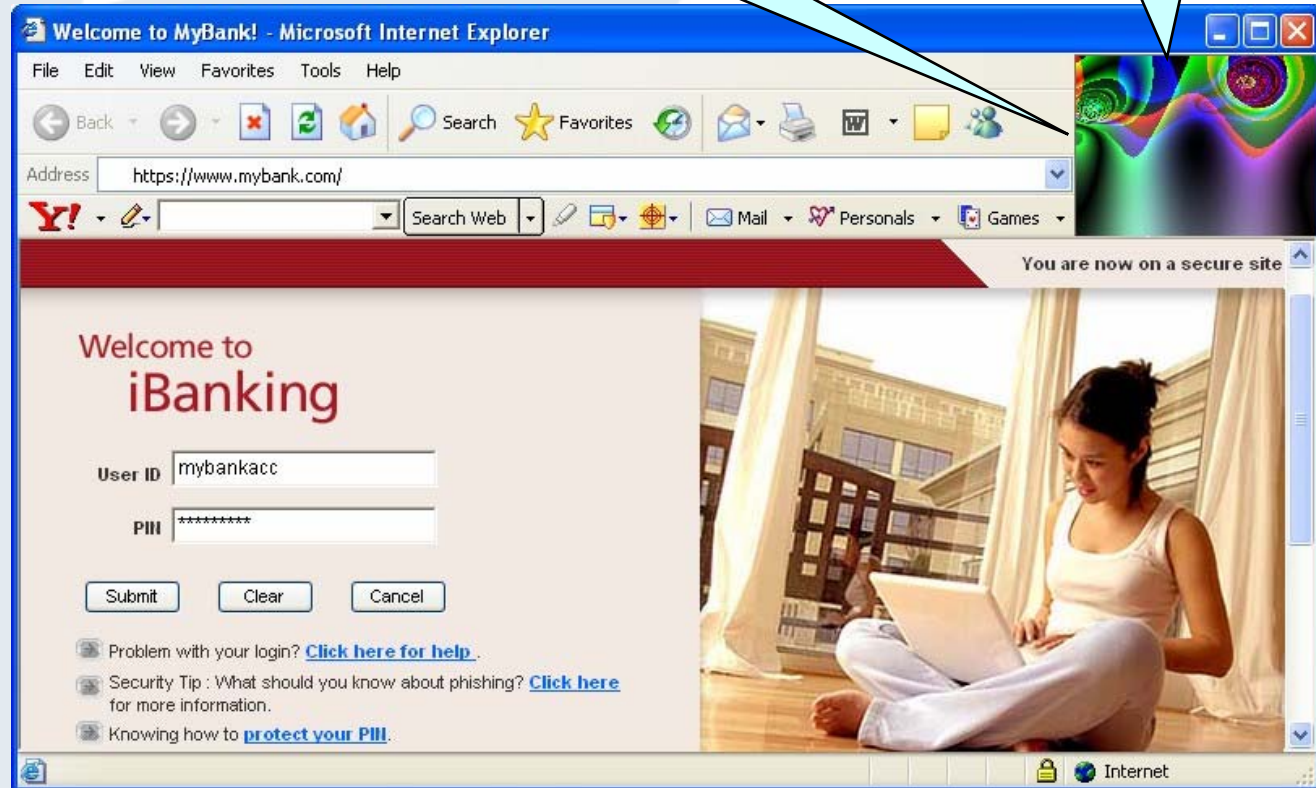 Welcome to MyBank! - Microsoft Internet Explorer
File Edit View Favorites Tools Help
Back Search Favorites W
Address https://www.mybank.com/
Y! Search Web Mail Personals Games
You are now on a secure site
Welcome to
iBanking
User ID mybankacc
PIN *********
Submit Clear Cancel
Problem with your login? Click here for help .
Security Tip : What should you know about phishing? Click here
for more information.
Knowing how to protect your PIN.
Internet